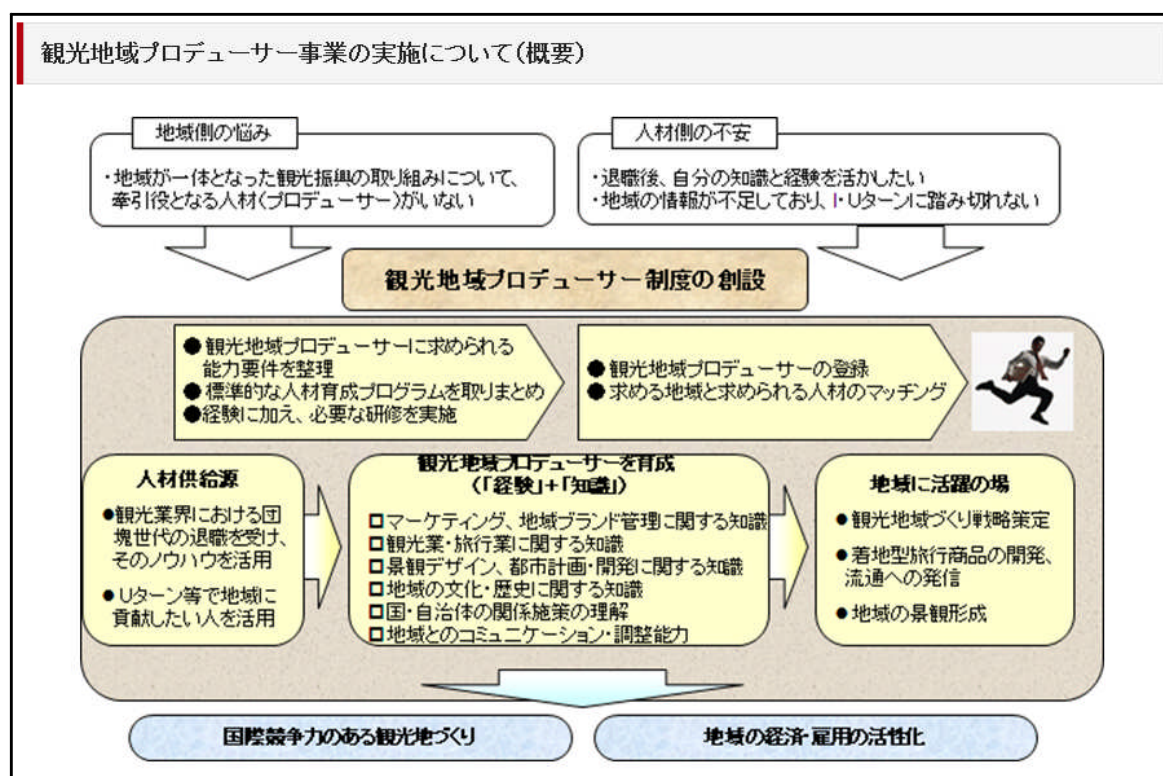 観光地域プロデューサー事業の実施について(概要)
地域側の悩み
・地域が一体となった観光振興の取り組みについて、
牽引役となる人材(プロデューサー)がいない
人材側の不安
・退職後、自分の知識と経験を活かしたい
・地域の情報が不足しており、I・Uターンに踏み切れない
観光地域プロデューサー制度の創設
●観光地域プロデューサーに求められる
能力要件を整理
●標準的な人材育成プログラムを取りまとめ
●経験に加え、必要な研修を実施
●観光地域プロデューサーの登録
●求める地域と求められる人材のマッチング
人材供給源
●観光業界における団
塊世代の退職を受け、
そのノウハウを活用
●Uターン等で地域に
貢献したい人を活用
観光地域プロデューサーを育成
(「経験」+「知識」)
□マーケティング、地域ブランド管理に関する知識
□観光業・旅行業に関する知識
□景観デザイン、都市計画・開発に関する知識
□地域の文化・歴史に関する知識
□国・自治体の関係施策の理解
□地域とのコミュニケーション・調整能力
地域に活躍の場
●観光地域づくり戦略策定
●着地型旅行商品の開発、
流通への発信
●地域の景観形成
国際競争力のある観光地づくり
地域の経済・雇用の活性化